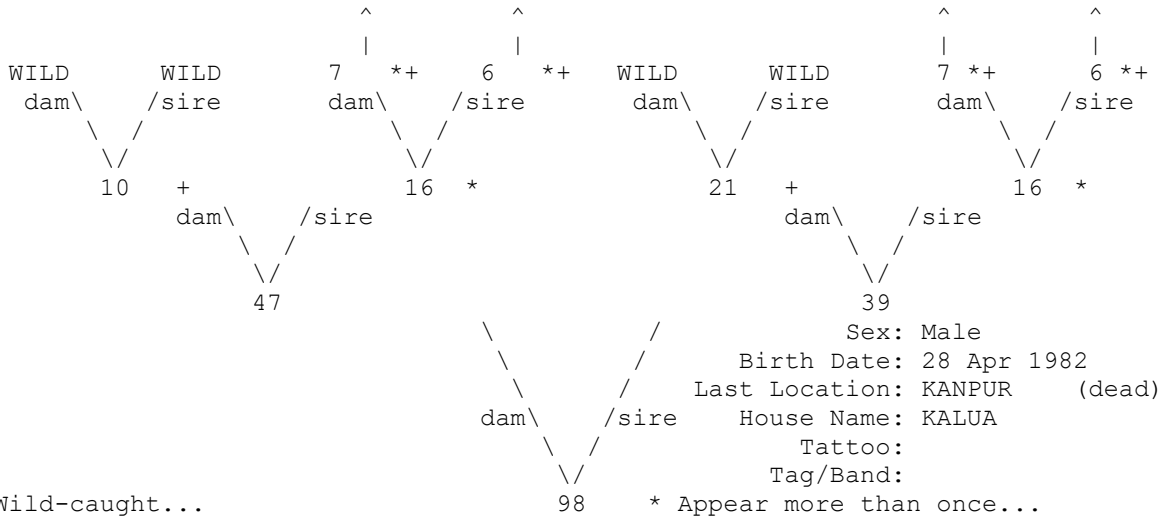 ^ ^ ^ ^
| | | |
WILD WILD 7 *+ 6 *+ WILD WILD 7 *+ 6 *+
dam\ /sire dam\ /sire dam\ /sire dam\ /sire
\ / \ / \ / \ /
\/ \/ \/ \/
10 + 16 * 21 + 16 *
dam\ /sire dam\ /sire
\ / \ /
\/ \/
47 39
\ / Sex: Male
\ / Birth Date: 28 Apr 1982
\ / Last Location: KANPUR (dead)
dam\ /sire House Name: KALUA
\ / Tattoo:
\/ Tag/Band:
Wild-caught... 98 * Appear more than once...